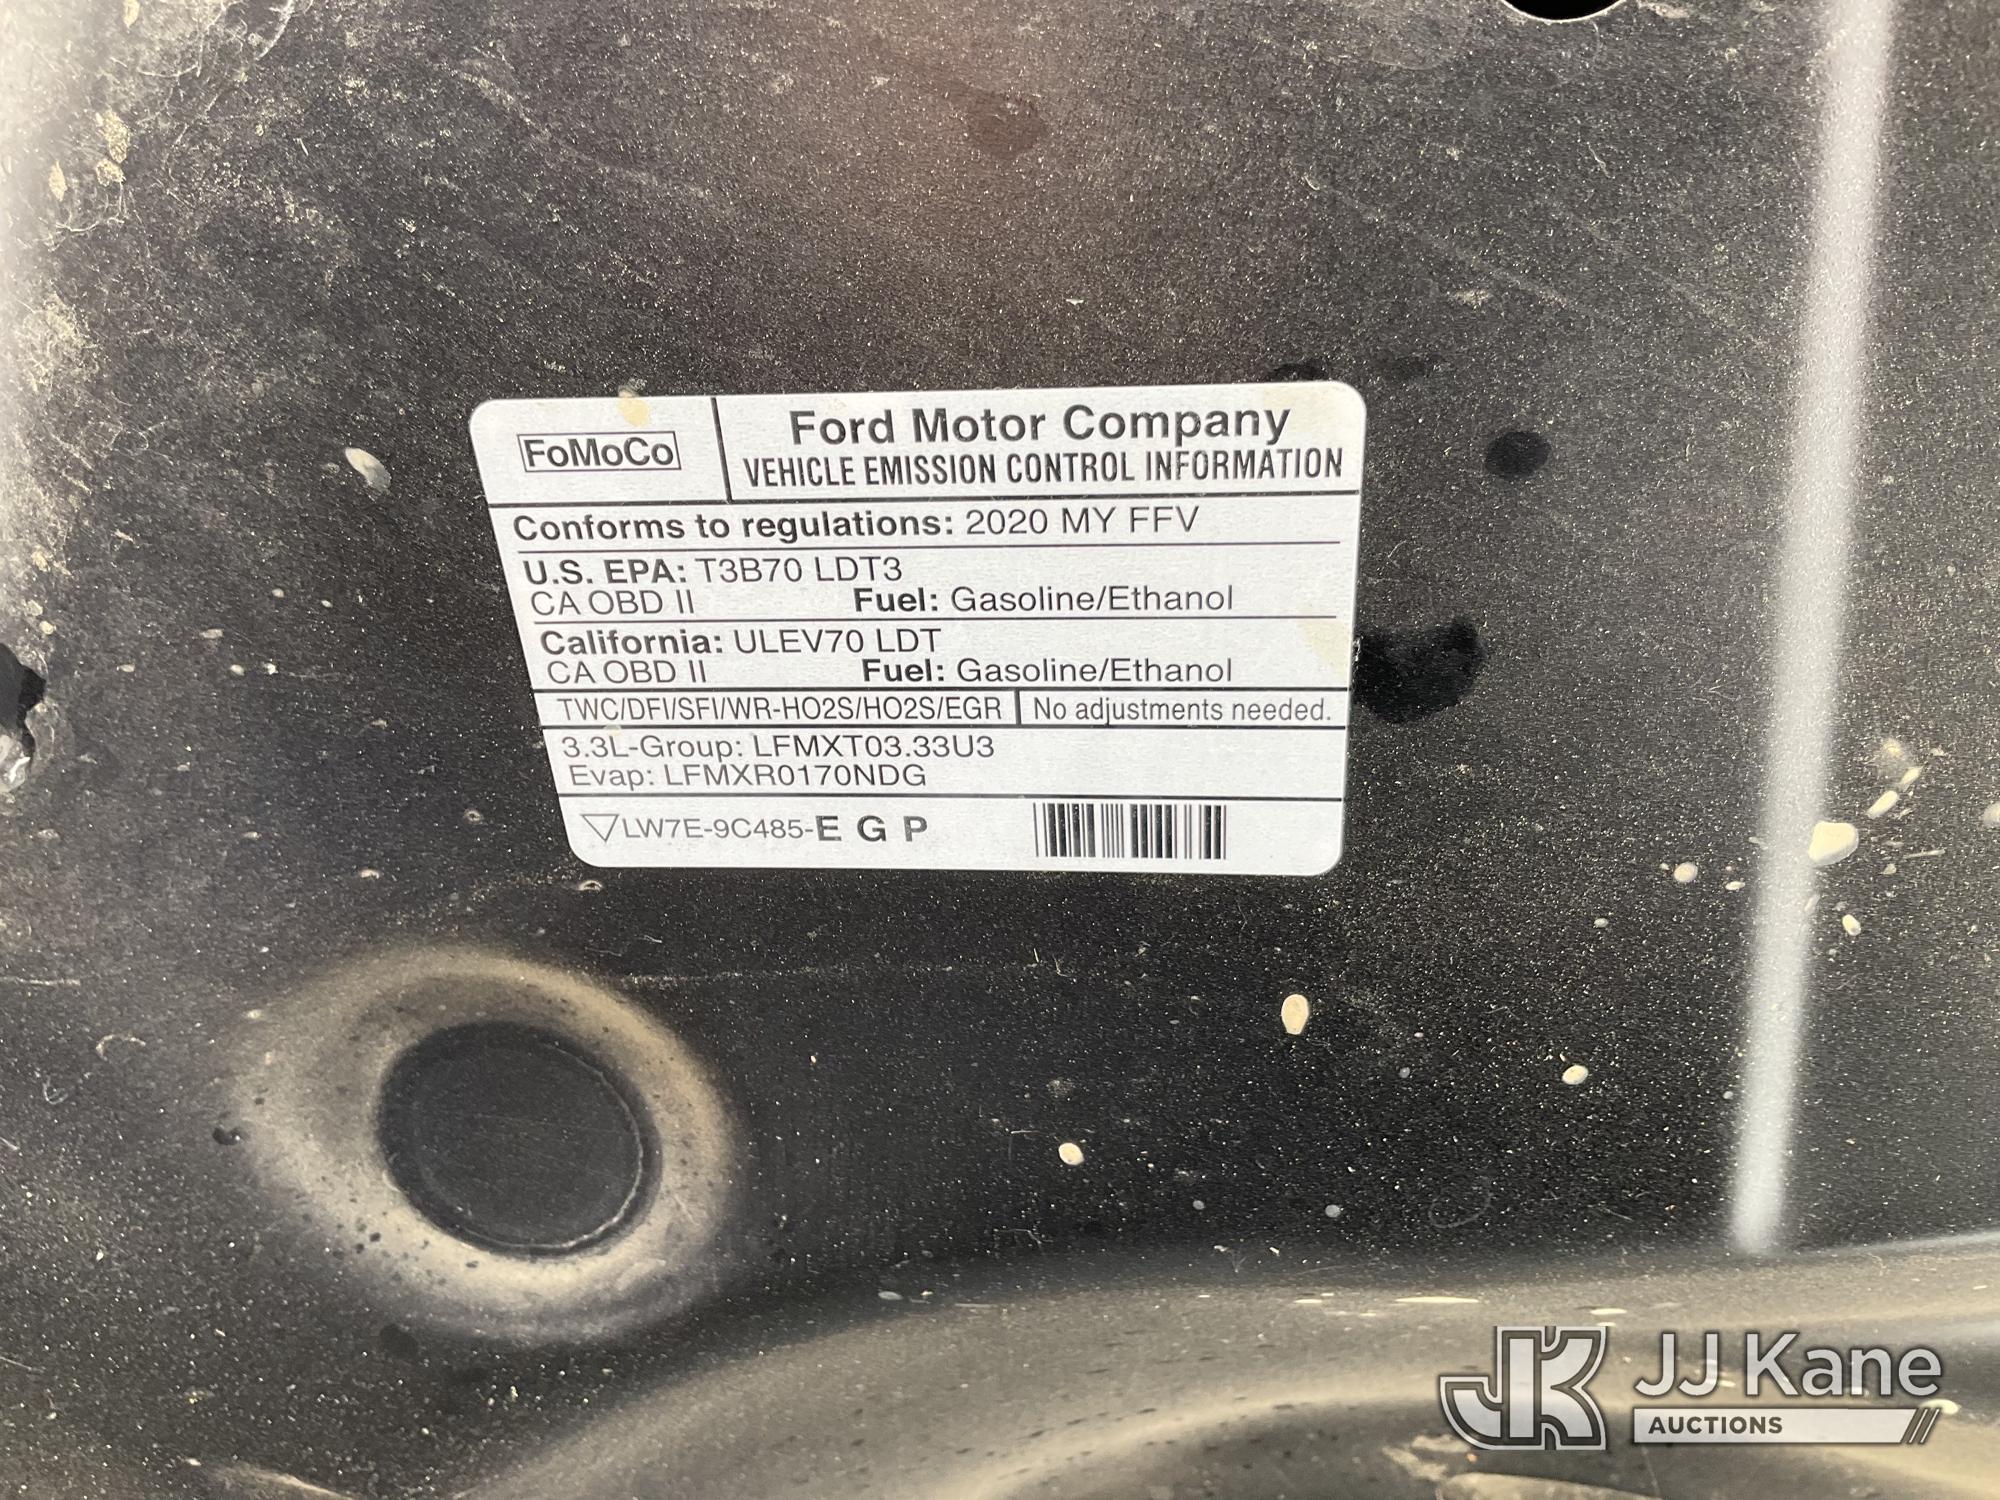 FoMoCo
Ford Motor Company
VEHICLE EMISSION CONTROL INFORMATION
Conforms to regulations: 2020 MY FFV
U.S. EPA: T3B70 LDT3
CA OBD II Fuel: Gasoline/Ethanol
California: ULEV70 LDT
CA OBD II Fuel: Gasoline/Ethanol
TWC/DFI/SFI/WR-HO2S/HO2S/EGR No adjustments needed.
3.3L-Group: LFMXT03.33U3
Evap: LFMXR0170NDG
LW7E-9C485-E G P
JK JJ Kane
AUCTIONS